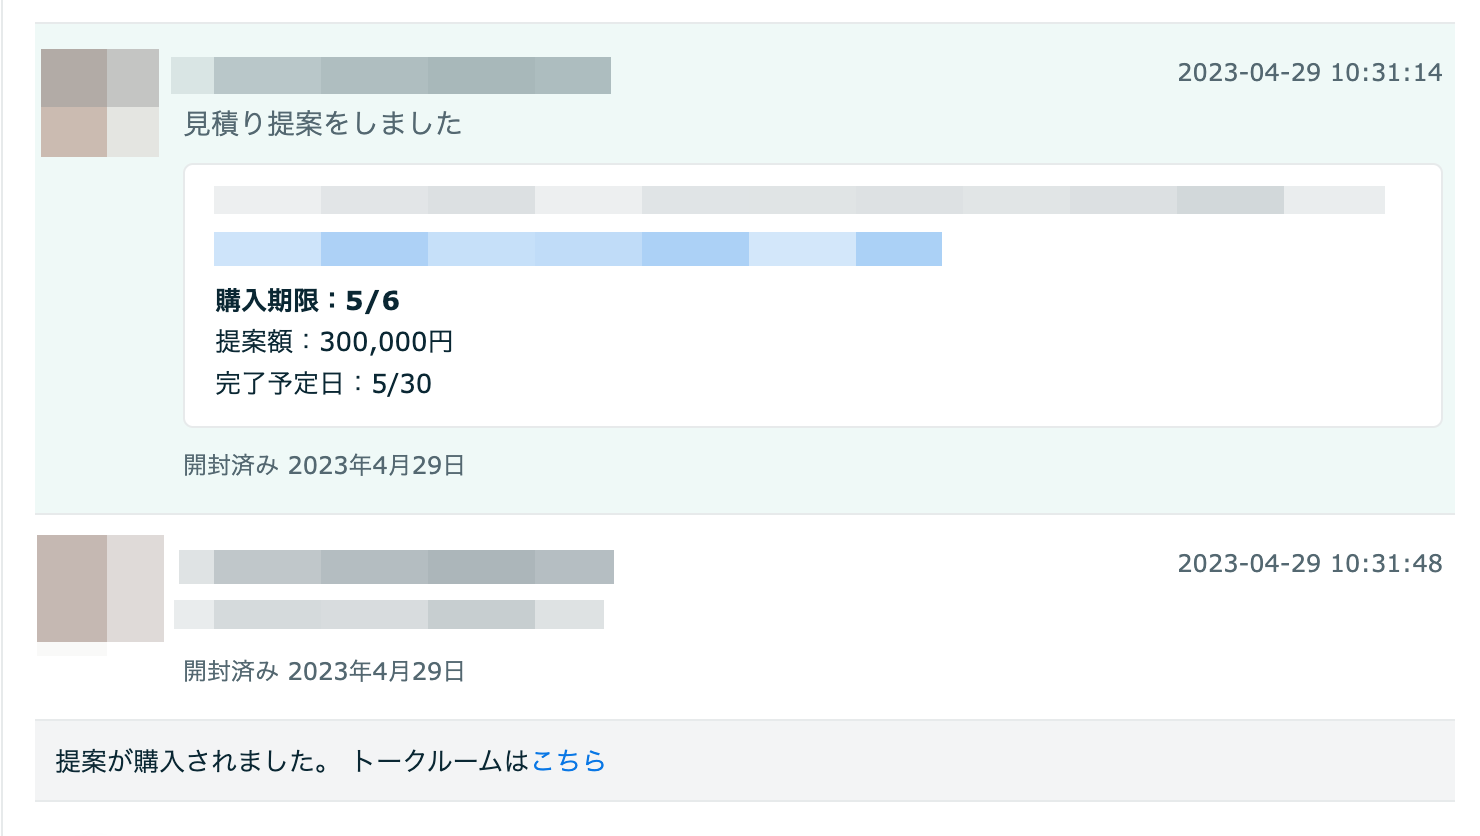 2023-04-29 10:31:14
見積り提案をしました
購入期限：5/6
提案額：300,000円
完了予定日：5/30
開封済み 2023年4月29日
2023-04-29 10:31:48
開封済み 2023年4月29日
提案が購入されました。 トークルームはこちら